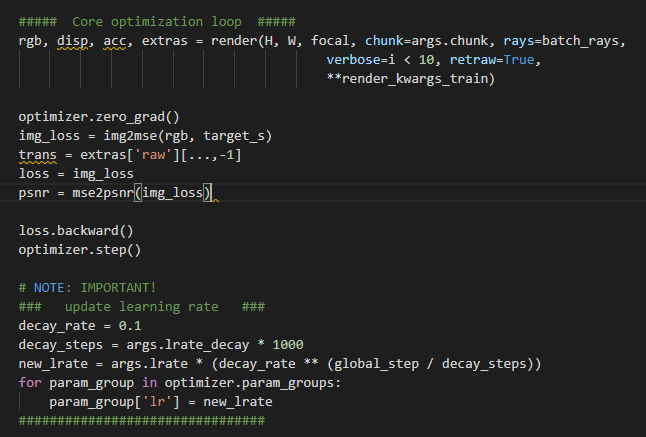 ##### Core optimization loop #####
rgb, disp, acc, extras = render(H, W, focal, chunk=args.chunk, rays=batch_rays,
verbose=i < 10, retraw=True,
**render_kwargs_train)
optimizer.zero_grad()
img_loss = img2mse(rgb, target_s)
trans = extras['raw'][...,-1]
loss = img_loss
psnr = mse2psnr(img_loss)
loss.backward()
optimizer.step()
# NOTE: IMPORTANT!
### update learning rate ###
decay_rate = 0.1
decay_steps = args.lrate_decay * 1000
new_lrate = args.lrate * (decay_rate ** (global_step / decay_steps))
for param_group in optimizer.param_groups:
param_group['lr'] = new_lrate
################################